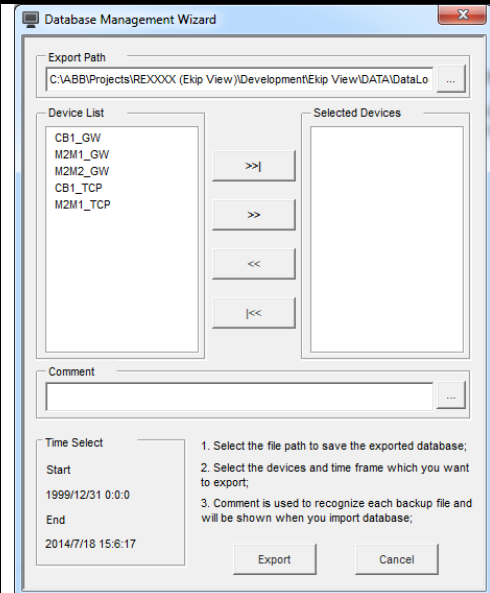 Database Management Wizard
Export Path
C:\ABB\Projects\REXXXX (Ekip View)\Development\Ekip View\DATA\DataLo
...
Device List
CB1_GW
M2M1_GW
M2M2_GW
CB1_TCP
M2M1_TCP
>>|
>>
<<
|<<
Selected Devices
Comment
...
Time Select
Start
1999/12/31 0:0:0
End
2014/7/18 15:6:17
1. Select the file path to save the exported database;
2. Select the devices and time frame which you want
to export;
3. Comment is used to recognize each backup file and
will be shown when you import database;
Export
Cancel